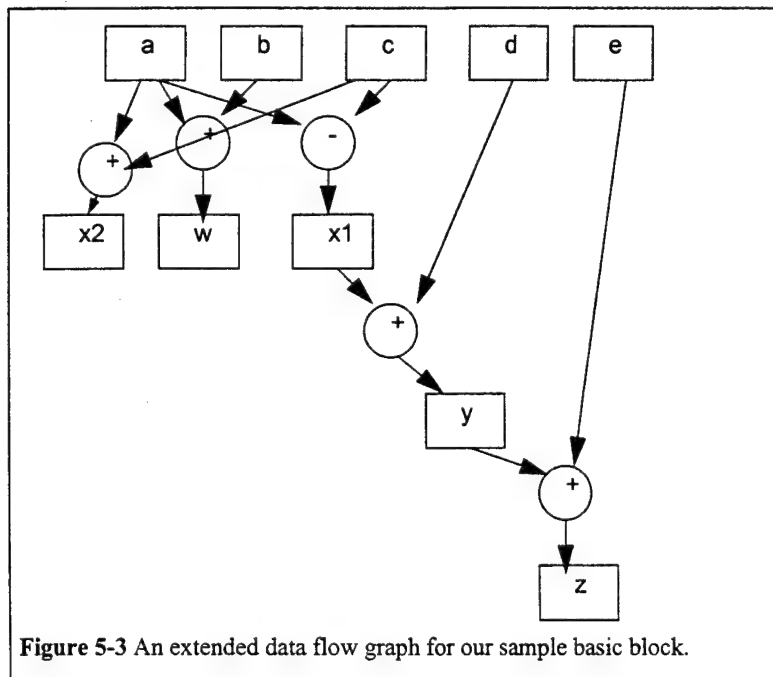 a b c d e
+ + -
x2 w x1
+
y
+
z
Figure 5-3 An extended data flow graph for our sample basic block.